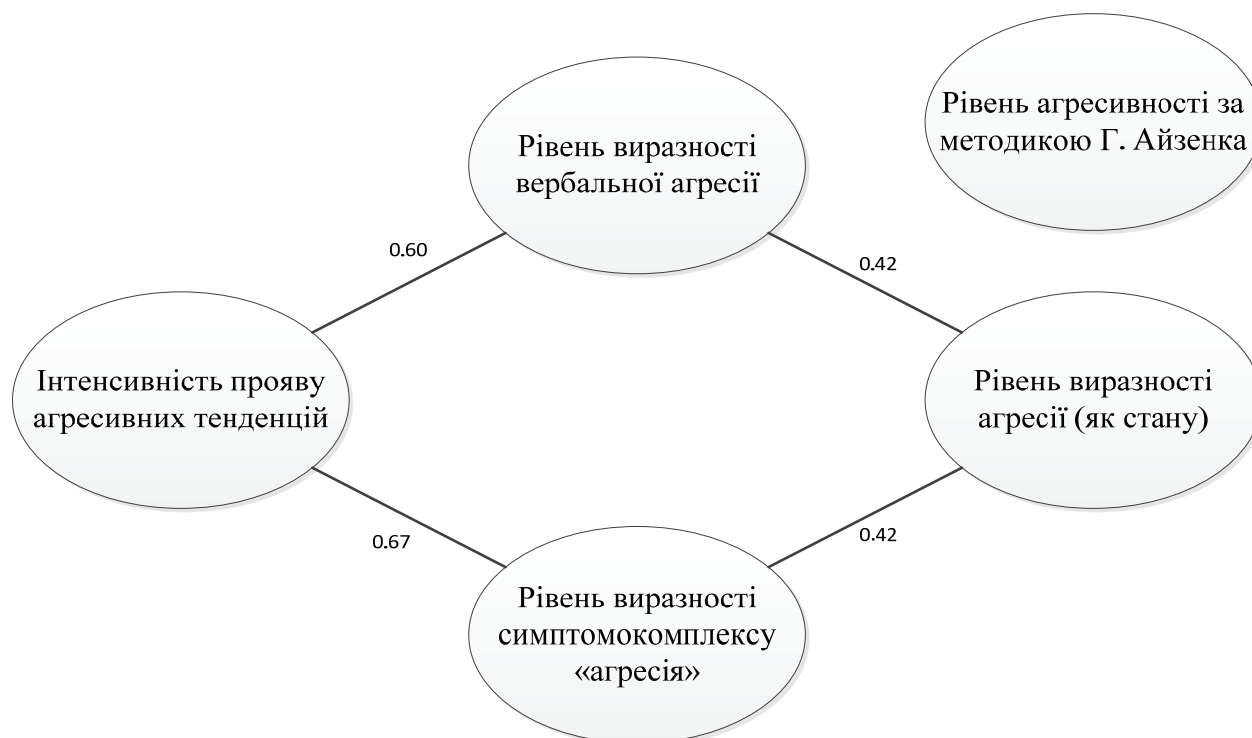 Рівень виразності
вербальної агресії
Рівень агресивності за
методикою Г. Айзенка
0.60
0.42
Інтенсивність прояву
агресивних тенденцій
Рівень виразності
агресії (як стану)
0.67
0.42
Рівень виразності
симптомокомплексу
«агресія»